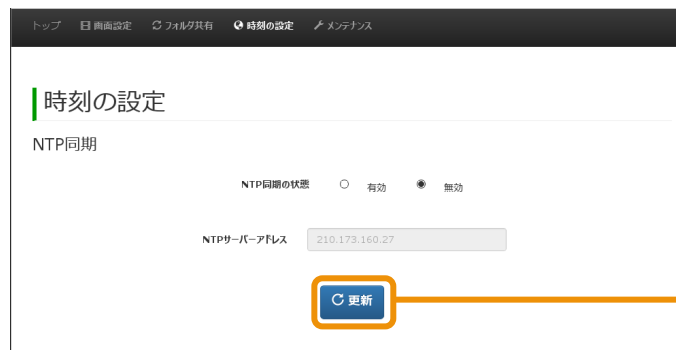 トップ 画面設定 フォルダ共有 時刻の設定 メンテナンス
時刻の設定
NTP同期
NTP同期の状態 有効 無効
NTPサーバーアドレス 210.173.160.27
更新